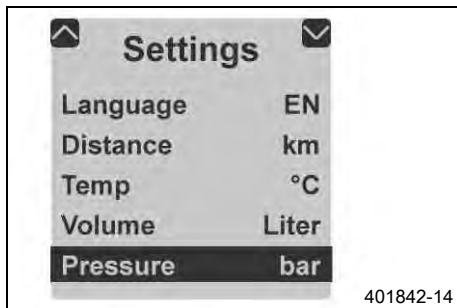 Settings
Language EN
Distance km
Temp °C
Volume Liter
Pressure bar
401842-14